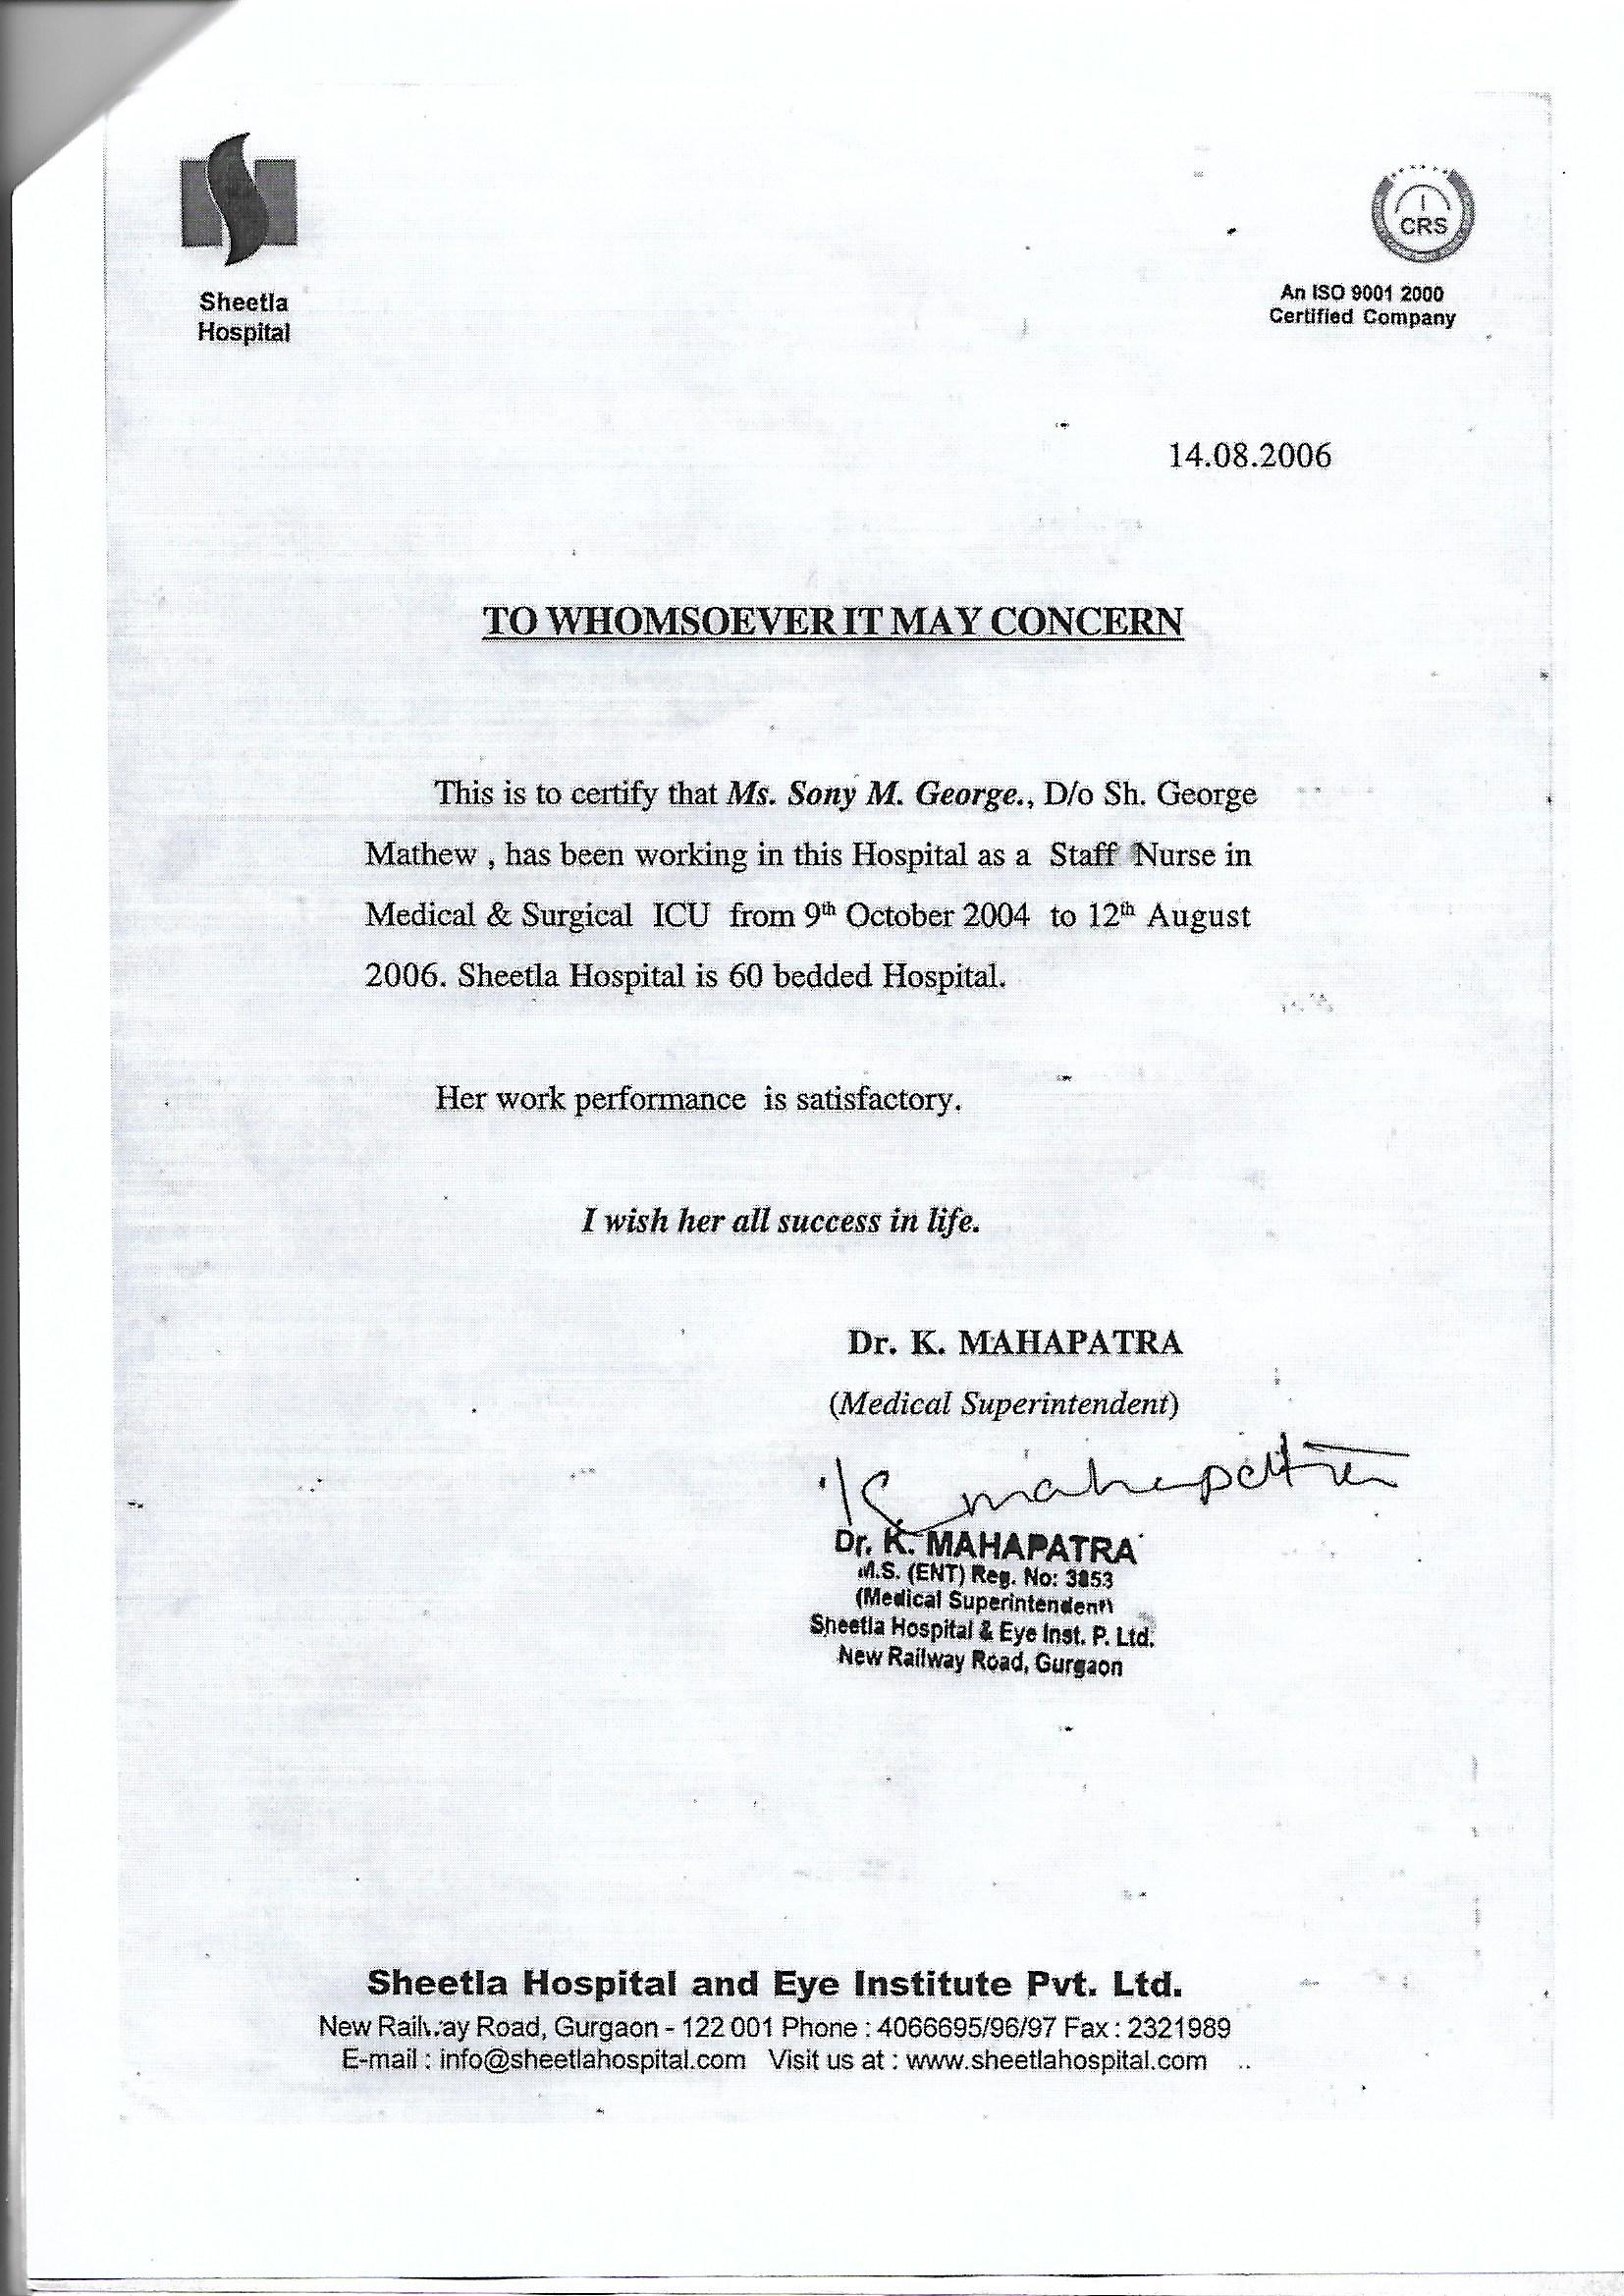 Sheetla
Hospital
CRS
An ISO 9001 2000
Certified Company
14.08.2006
TO WHOMSOEVER IT MAY CONCERN
This is to certify that Ms. Sony M. George., D/o Sh. George
Mathew , has been working in this Hospital as a Staff Nurse in
Medical & Surgical ICU from 9th October 2004 to 12th August
2006. Sheetla Hospital is 60 bedded Hospital.
Her work performance is satisfactory.
I wish her all success in life.
Dr. K. MAHAPATRA
(Medical Superintendent)
K mahapatra
Dr. K. MAHAPATRA
M.S. (ENT) Reg. No: 3853
(Medical Superintendent)
Sheetla Hospital & Eye Inst. P. Ltd.
New Railway Road, Gurgaon
Sheetla Hospital and Eye Institute Pvt. Ltd.
New Railway Road, Gurgaon - 122 001 Phone : 4066695/96/97 Fax : 2321989
E-mail : info@sheetlahospital.com Visit us at : www.sheetlahospital.com